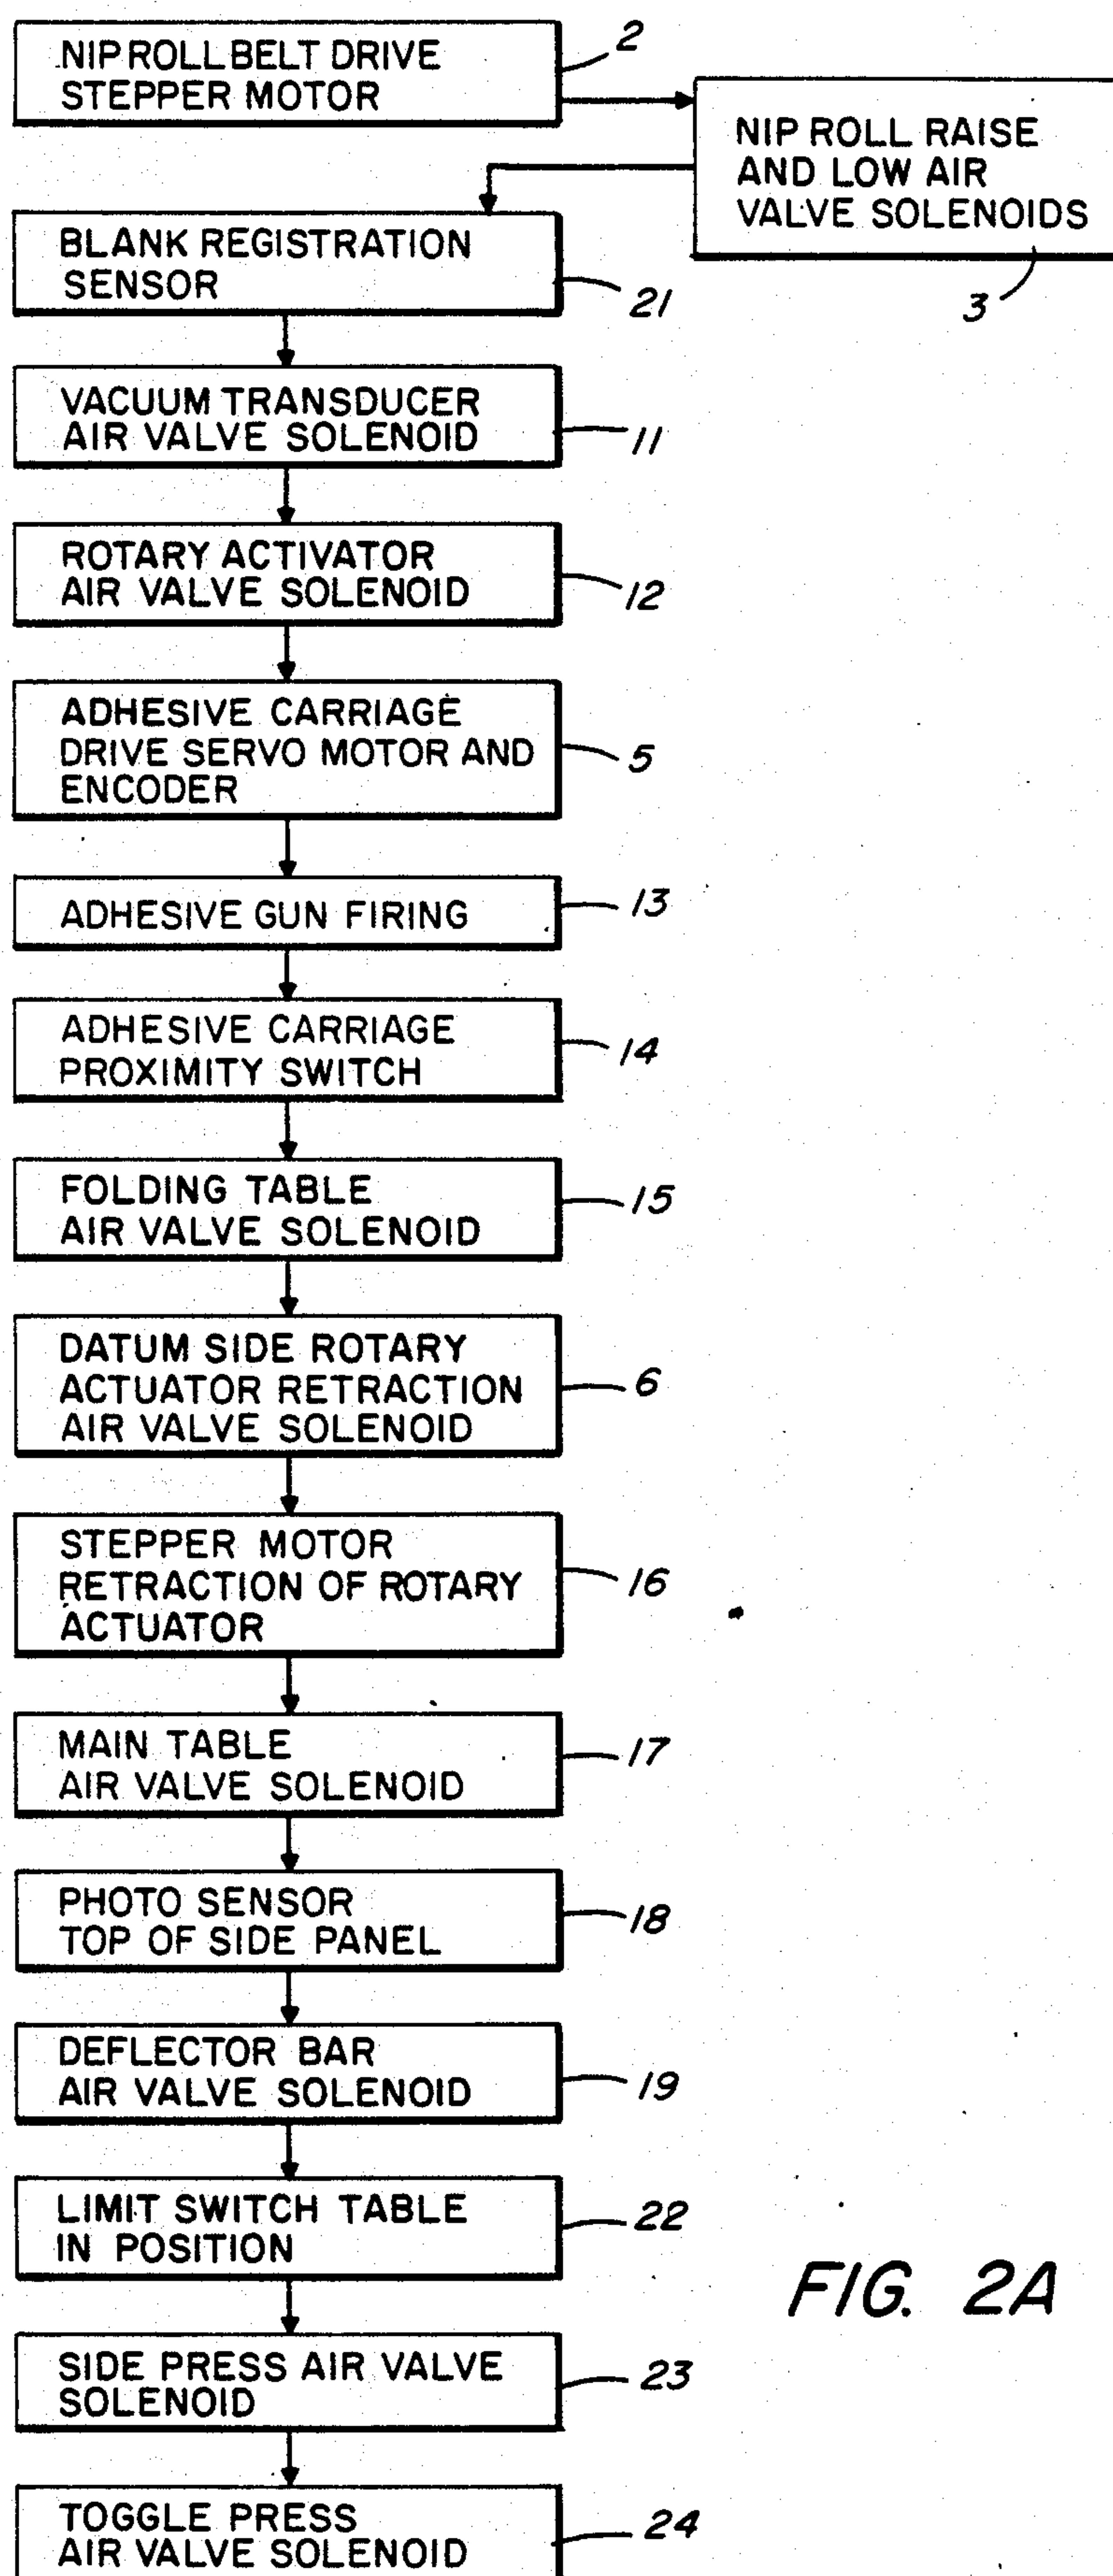 NIP ROLL BELT DRIVE
STEPPER MOTOR
2
NIP ROLL RAISE
AND LOW AIR
VALVE SOLENOIDS
3
BLANK REGISTRATION
SENSOR
21
VACUUM TRANSDUCER
AIR VALVE SOLENOID
11
ROTARY ACTIVATOR
AIR VALVE SOLENOID
12
ADHESIVE CARRIAGE
DRIVE SERVO MOTOR AND
ENCODER
5
ADHESIVE GUN FIRING
13
ADHESIVE CARRIAGE
PROXIMITY SWITCH
14
FOLDING TABLE
AIR VALVE SOLENOID
15
DATUM SIDE ROTARY
ACTUATOR RETRACTION
AIR VALVE SOLENOID
6
STEPPER MOTOR
RETRACTION OF ROTARY
ACTUATOR
16
MAIN TABLE
AIR VALVE SOLENOID
17
PHOTO SENSOR
TOP OF SIDE PANEL
18
DEFLECTOR BAR
AIR VALVE SOLENOID
19
LIMIT SWITCH TABLE
IN POSITION
22
FIG. 2A
SIDE PRESS AIR VALVE
SOLENOID
23
TOGGLE PRESS
AIR VALVE SOLENOID
24